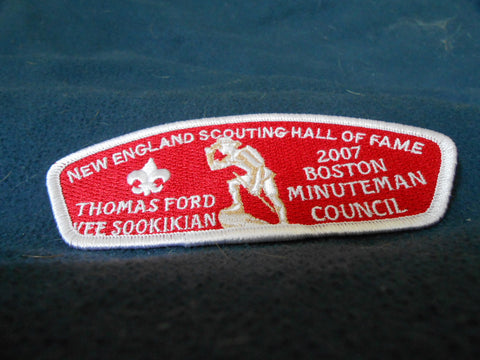 NEW ENGLAND SCOUTING HALL OF FAME
THOMAS FORD
VEE SOOKIKIAN
2007
BOSTON
MINUTEMAN
COUNCIL